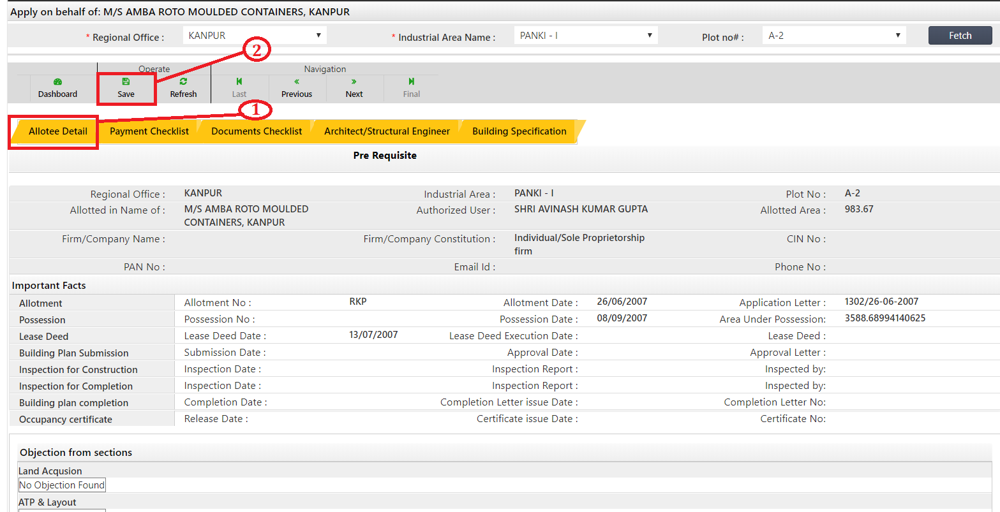 Apply on behalf of: M/S AMBA ROTO MOULDED CONTAINERS, KANPUR
* Regional Office : KANPUR * Industrial Area Name : PANKI - I Plot no# : A-2 Fetch
2
Operate Navigation
Dashboard Save Refresh Last Previous Next Final
1
Allotee Detail Payment Checklist Documents Checklist Architect/Structural Engineer Building Specification
Pre Requisite
Regional Office : KANPUR Industrial Area : PANKI - I Plot No : A-2
Allotted in Name of : M/S AMBA ROTO MOULDED Authorized User : SHRI AVINASH KUMAR GUPTA Allotted Area : 983.67
CONTAINERS, KANPUR
Firm/Company Name : Firm/Company Constitution : Individual/Sole Proprietorship CIN No :
firm
PAN No : Email Id : Phone No :
Important Facts
Allotment Allotment No : RKP Allotment Date : 26/06/2007 Application Letter : 1302/26-06-2007
Possession Possession No : Possession Date : 08/09/2007 Area Under Possession: 3588.68994140625
Lease Deed Lease Deed Date : 13/07/2007 Lease Deed Execution Date : Lease Deed :
Building Plan Submission Submission Date : Approval Date : Approval Letter :
Inspection for Construction Inspection Date : Inspection Report : Inspected by:
Inspection for Completion Inspection Date : Inspection Report : Inspected by:
Building plan completion Completion Date : Completion Letter issue Date : Completion Letter No:
Occupancy certificate Release Date : Certificate issue Date : Certificate No:
Objection from sections
Land Acqusion
No Objection Found
ATP & Layout